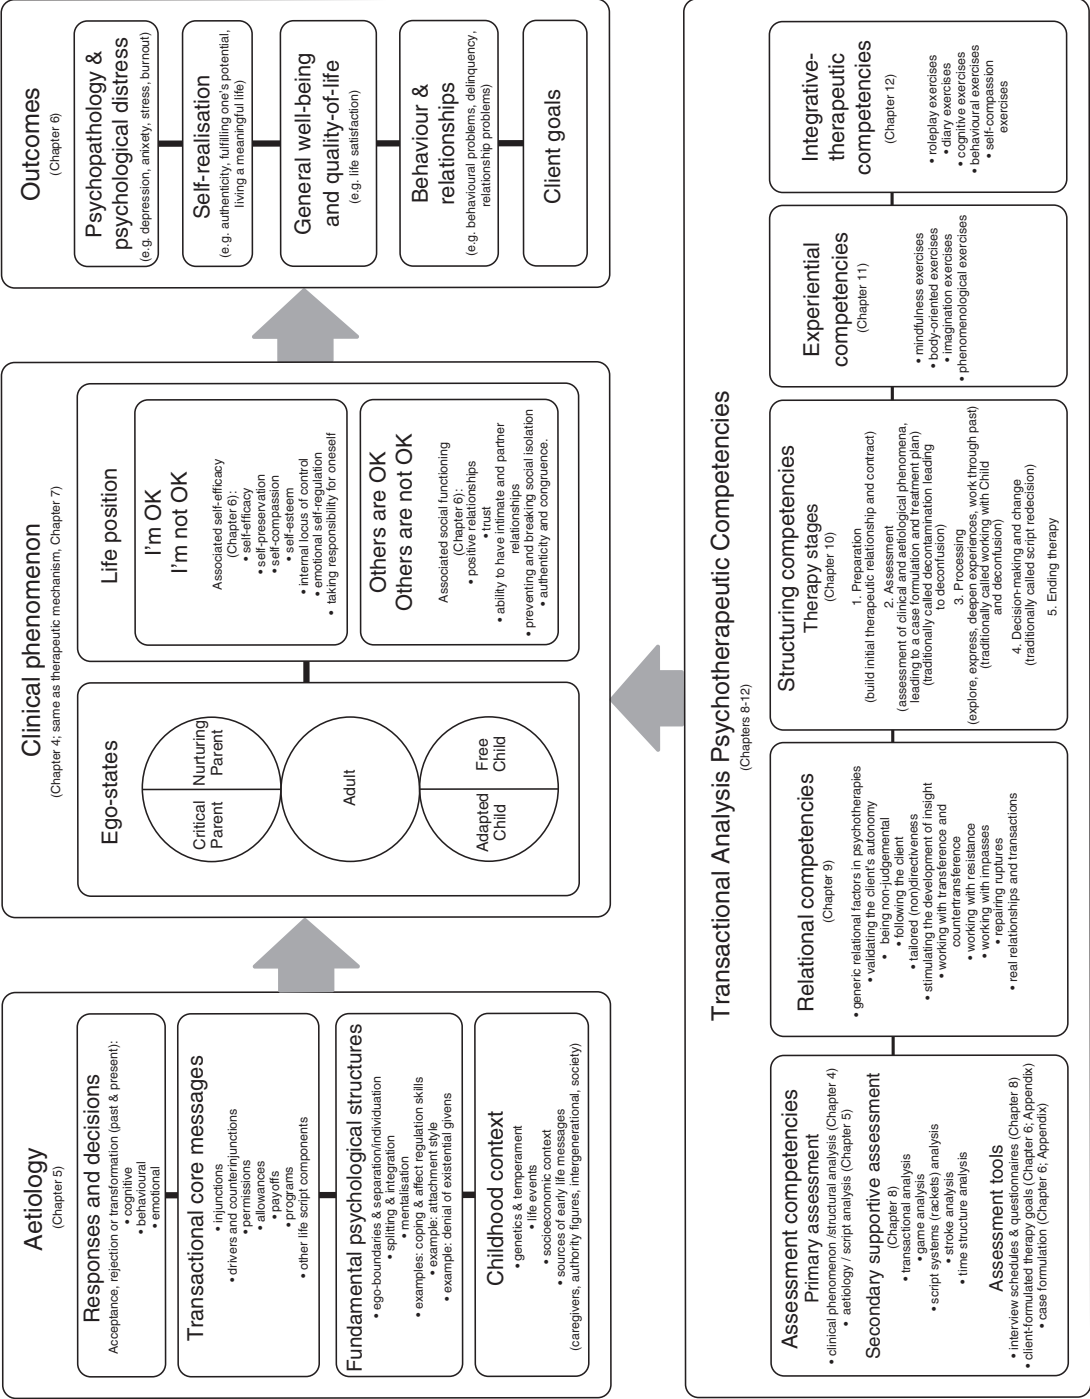 Aetiology
(Chapter 5)
Responses and decisions
Acceptance, rejection or transformation (past & present):
• cognitive
• behavioural
• emotional
Transactional core messages
• injunctions
• drivers and counterinjunctions
• permissions
• allowances
• payoffs
• programs
• other life script components
Fundamental psychological structures
• ego-boundaries & separation/individuation
• splitting & integration
• mentalisation
• examples: coping & affect regulation skills
• example: attachment style
• example: denial of existential givens
Childhood context
• genetics & temperament
• life events
• socioeconomic context
• sources of early life messages
(caregivers, authority figures, intergenerational, society)
Clinical phenomenon
(Chapter 4; same as therapeutic mechanism, Chapter 7)
Ego-states
Critical
Parent
Nurturing
Parent
Adult
Adapted
Child
Free
Child
Life position
I'm OK
I'm not OK
Associated self-efficacy
(Chapter 6):
• self-efficacy
• self-preservation
• self-compassion
• self-esteem
• internal locus of control
• emotional self-regulation
• taking responsibility for oneself
Others are OK
Others are not OK
Associated social functioning
(Chapter 6):
• positive relationships
• trust
• ability to have intimate and partner
relationships
• preventing and breaking social isolation
• authenticity and congruence.
Outcomes
(Chapter 6)
Psychopathology &
psychological distress
(e.g. depression, anixety, stress, burnout)
Self-realisation
(e.g. authenticity, fulfilling one's potential,
living a meaningful life)
General well-being
and quality-of-life
(e.g. life satisfaction)
Behaviour &
relationships
(e.g. behavioural problems, delinquency,
relationship problems)
Client goals
Transactional Analysis Psychotherapeutic Competencies
(Chapters 8-12)
Assessment competencies
Primary assessment
• clinical phenomenon /structural analysis (Chapter 4)
• aetiology / script analysis (Chapter 5)
Secondary supportive assessment
(Chapter 8)
• transactional analysis
• game analysis
• script systems (rackets) analysis
• stroke analysis
• time structure analysis
Assessment tools
• interview schedules & questionnaires (Chapter 8)
• client-formulated therapy goals (Chapter 6; Appendix)
• case formulation (Chapter 6; Appendix)
Relational competencies
(Chapter 9)
• generic relational factors in psychotherapies
• validating the client's autonomy
• being non-judgemental
• following the client
• tailored (non)directiveness
• stimulating the development of insight
• working with transference and
countertransference
• working with resistance
• working with impasses
• repairing ruptures
• real relationships and transactions
Structuring competencies
Therapy stages
(Chapter 10)
1. Preparation
(build initial therapeutic relationship and contract)
2. Assessment
(assessment of clinical and aetiological phenomena,
leading to a case formulation and treatment plan)
(traditionally called decontamination leading
to deconfusion)
3. Processing
(explore, express, deepen experiences, work through past)
(traditionally called working with Child
and deconfusion)
4. Decision-making and change
(traditionally called script redecision)
5. Ending therapy
Experiential
competencies
(Chapter 11)
• mindfulness exercises
• body-oriented exercises
• imagination exercises
• phenomenological exercises
Integrative-
therapeutic
competencies
(Chapter 12)
• roleplay exercises
• diary exercises
• cognitive exercises
• behavioural exercises
• self-compassion
exercises